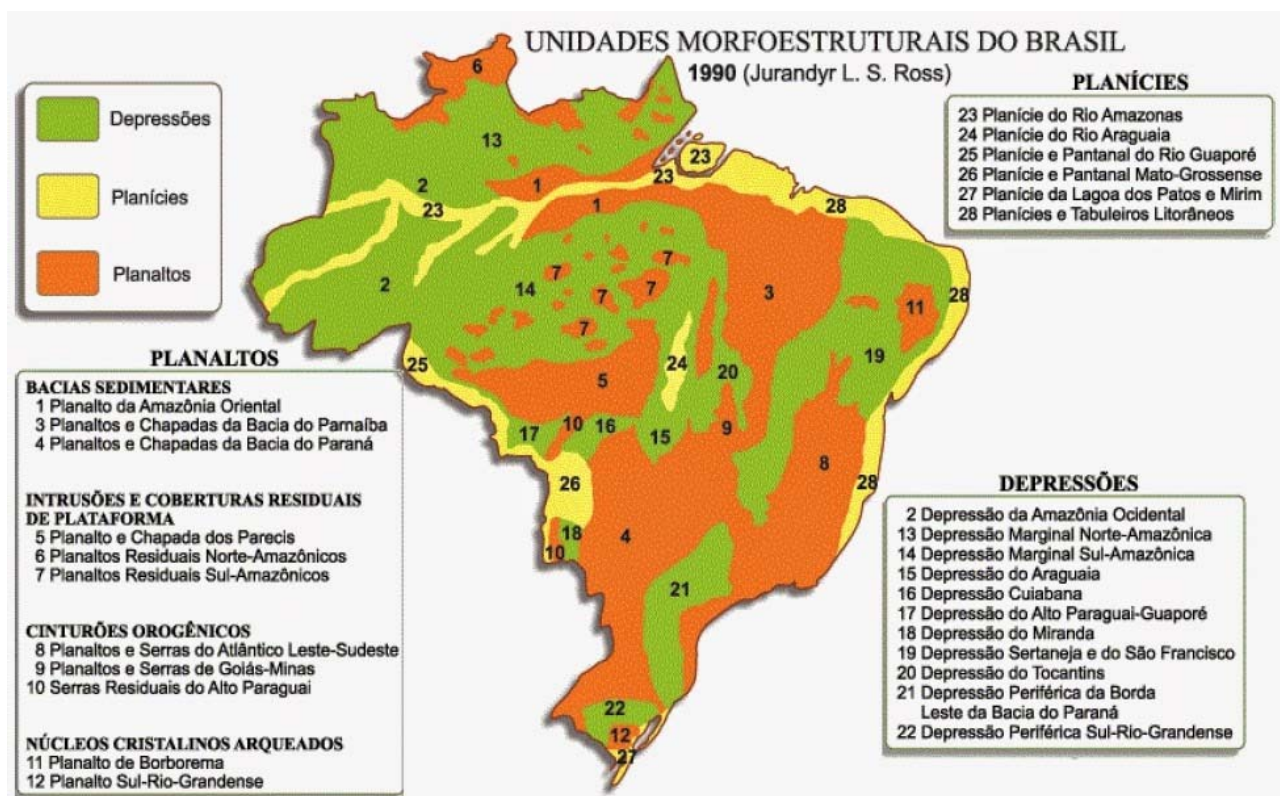 UNIDADES MORFOESTRUTURAIS DO BRASIL
1990 (Jurandyr L. S. Ross)
Depressões
Planícies
Planaltos
PLANÍCIES
23 Planície do Rio Amazonas
24 Planície do Rio Araguaia
25 Planície e Pantanal do Rio Guaporé
26 Planície e Pantanal Mato-Grossense
27 Planície da Lagoa dos Patos e Mirim
28 Planícies e Tabuleiros Litorâneos
6
13
23
2
1
23
23
1
28
2
14
7
7
7
7
7
3
11
28
25
24
19
5
20
17
10
16
15
9
8
26
28
18
10
4
21
22
12
27
PLANALTOS
BACIAS SEDIMENTARES
1 Planalto da Amazônia Oriental
3 Planaltos e Chapadas da Bacia do Parnaíba
4 Planaltos e Chapadas da Bacia do Paraná
INTRUSÕES E COBERTURAS RESIDUAIS
DE PLATAFORMA
5 Planalto e Chapada dos Parecis
6 Planaltos Residuais Norte-Amazônicos
7 Planaltos Residuais Sul-Amazônicos
CINTURÕES OROGÊNICOS
8 Planaltos e Serras do Atlântico Leste-Sudeste
9 Planaltos e Serras de Goiás-Minas
10 Serras Residuais do Alto Paraguai
NÚCLEOS CRISTALINOS ARQUEADOS
11 Planalto de Borborema
12 Planalto Sul-Rio-Grandense
DEPRESSÕES
2 Depressão da Amazônia Ocidental
13 Depressão Marginal Norte-Amazônica
14 Depressão Marginal Sul-Amazônica
15 Depressão do Araguaia
16 Depressão Cuiabana
17 Depressão do Alto Paraguai-Guaporé
18 Depressão do Miranda
19 Depressão Sertaneja e do São Francisco
20 Depressão do Tocantins
21 Depressão Periférica da Borda
Leste da Bacia do Paraná
22 Depressão Periférica Sul-Rio-Grandense